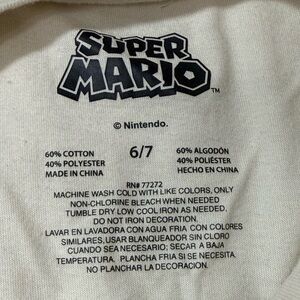 SUPER
MARIO™
© Nintendo.
60% COTTON
40% POLYESTER
MADE IN CHINA
6/7
60% ALGODÓN
40% POLIÉSTER
HECHO EN CHINA
RN# 77272
MACHINE WASH COLD WITH LIKE COLORS, ONLY
NON-CHLORINE BLEACH WHEN NEEDED
TUMBLE DRY LOW COOL IRON AS NEEDED,
DO NOT IRON DECORATION.
LAVAR EN LAVADORA CON AGUA FRIA CON COLORES
SIMILARES, USAR BLANQUEADOR SIN CLORO
CUANDO SEA NECESARIO; SECAR A BAJA
TEMPERATURA. PLANCHA FRIA SI SE NECESITA
NO PLANCHAR LA DECORACION.